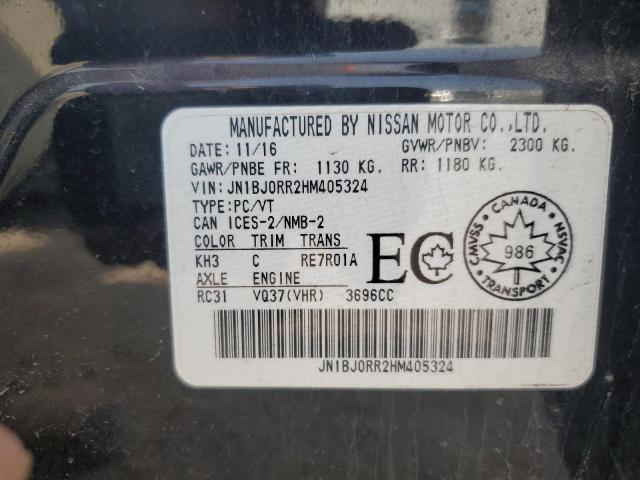 MANUFACTURED BY NISSAN MOTOR CO.,LTD.
DATE: 11/16 GVWR/PNBV: 2300 KG.
GAWR/PNBE FR: 1130 KG. RR: 1180 KG.
VIN: JN1BJ0RR2HM405324
TYPE: PC/VT
CAN ICES-2/NMB-2
COLOR TRIM TRANS
KH3 C RE7R01A
AXLE ENGINE
RC31 VQ37(VHR) 3696CC
EC
CANADA
CMVSS 986 NSVAC
TRANSPORT
JN1BJ0RR2HM405324